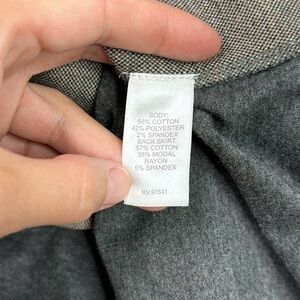 BODY:
56% COTTON
42% POLYESTER
2% SPANDEX
BACK SKIRT:
57% COTTON
38% MODAL
RAYON
5% SPANDEX
RN 97641